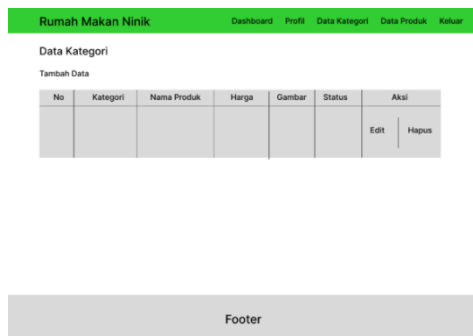 Rumah Makan Ninik Dashboard Profil Data Kategori Data Produk Keluar
Data Kategori
Tambah Data
No Kategori Nama Produk Harga Gambar Status Aksi
Edit Hapus
Footer